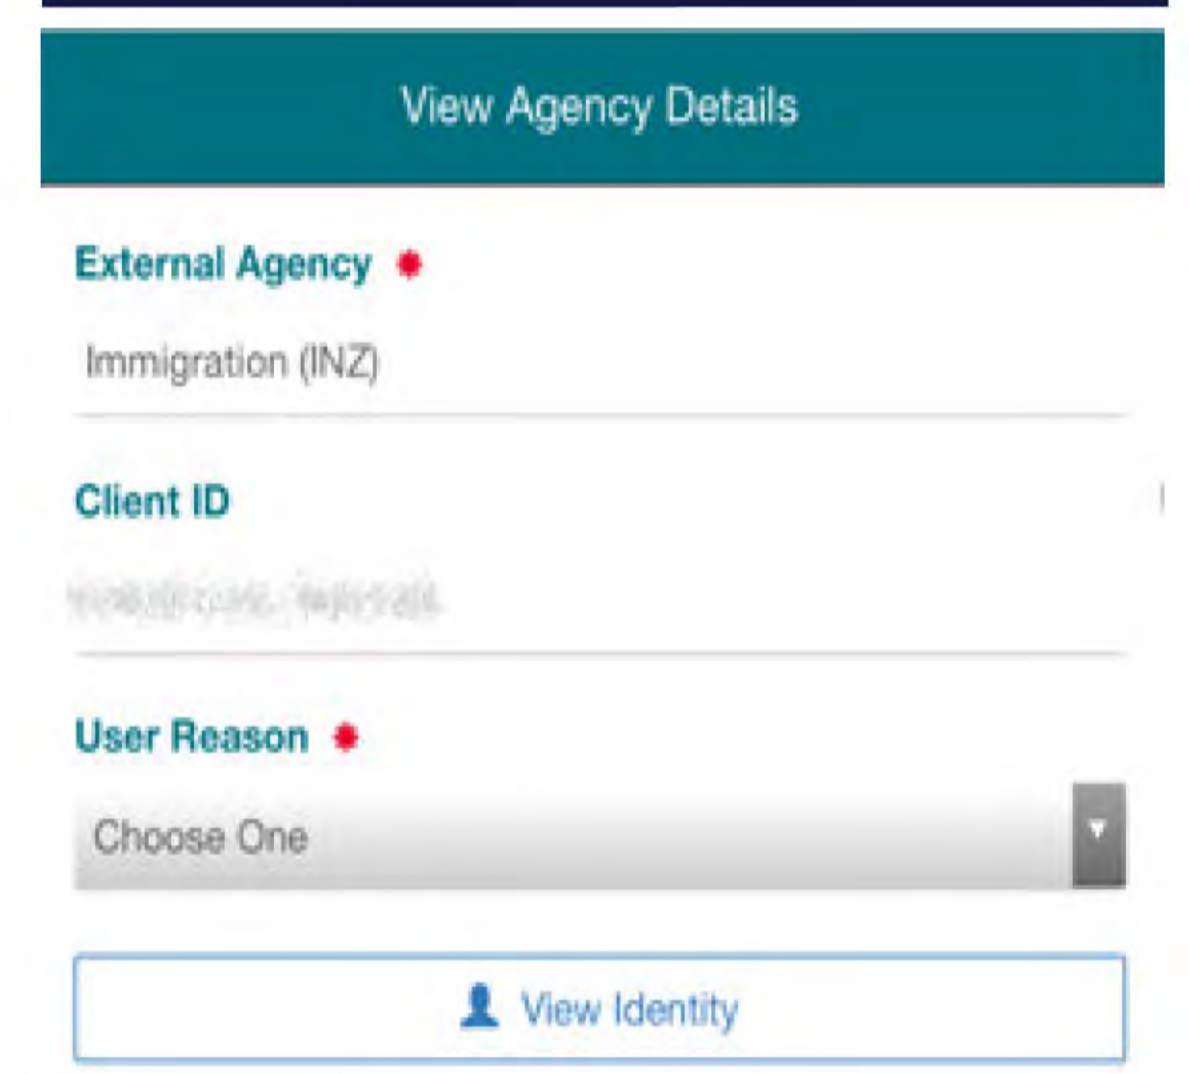 View Agency Details
External Agency
Immigration (INZ)
Client ID
User Reason
Choose One
View Identity